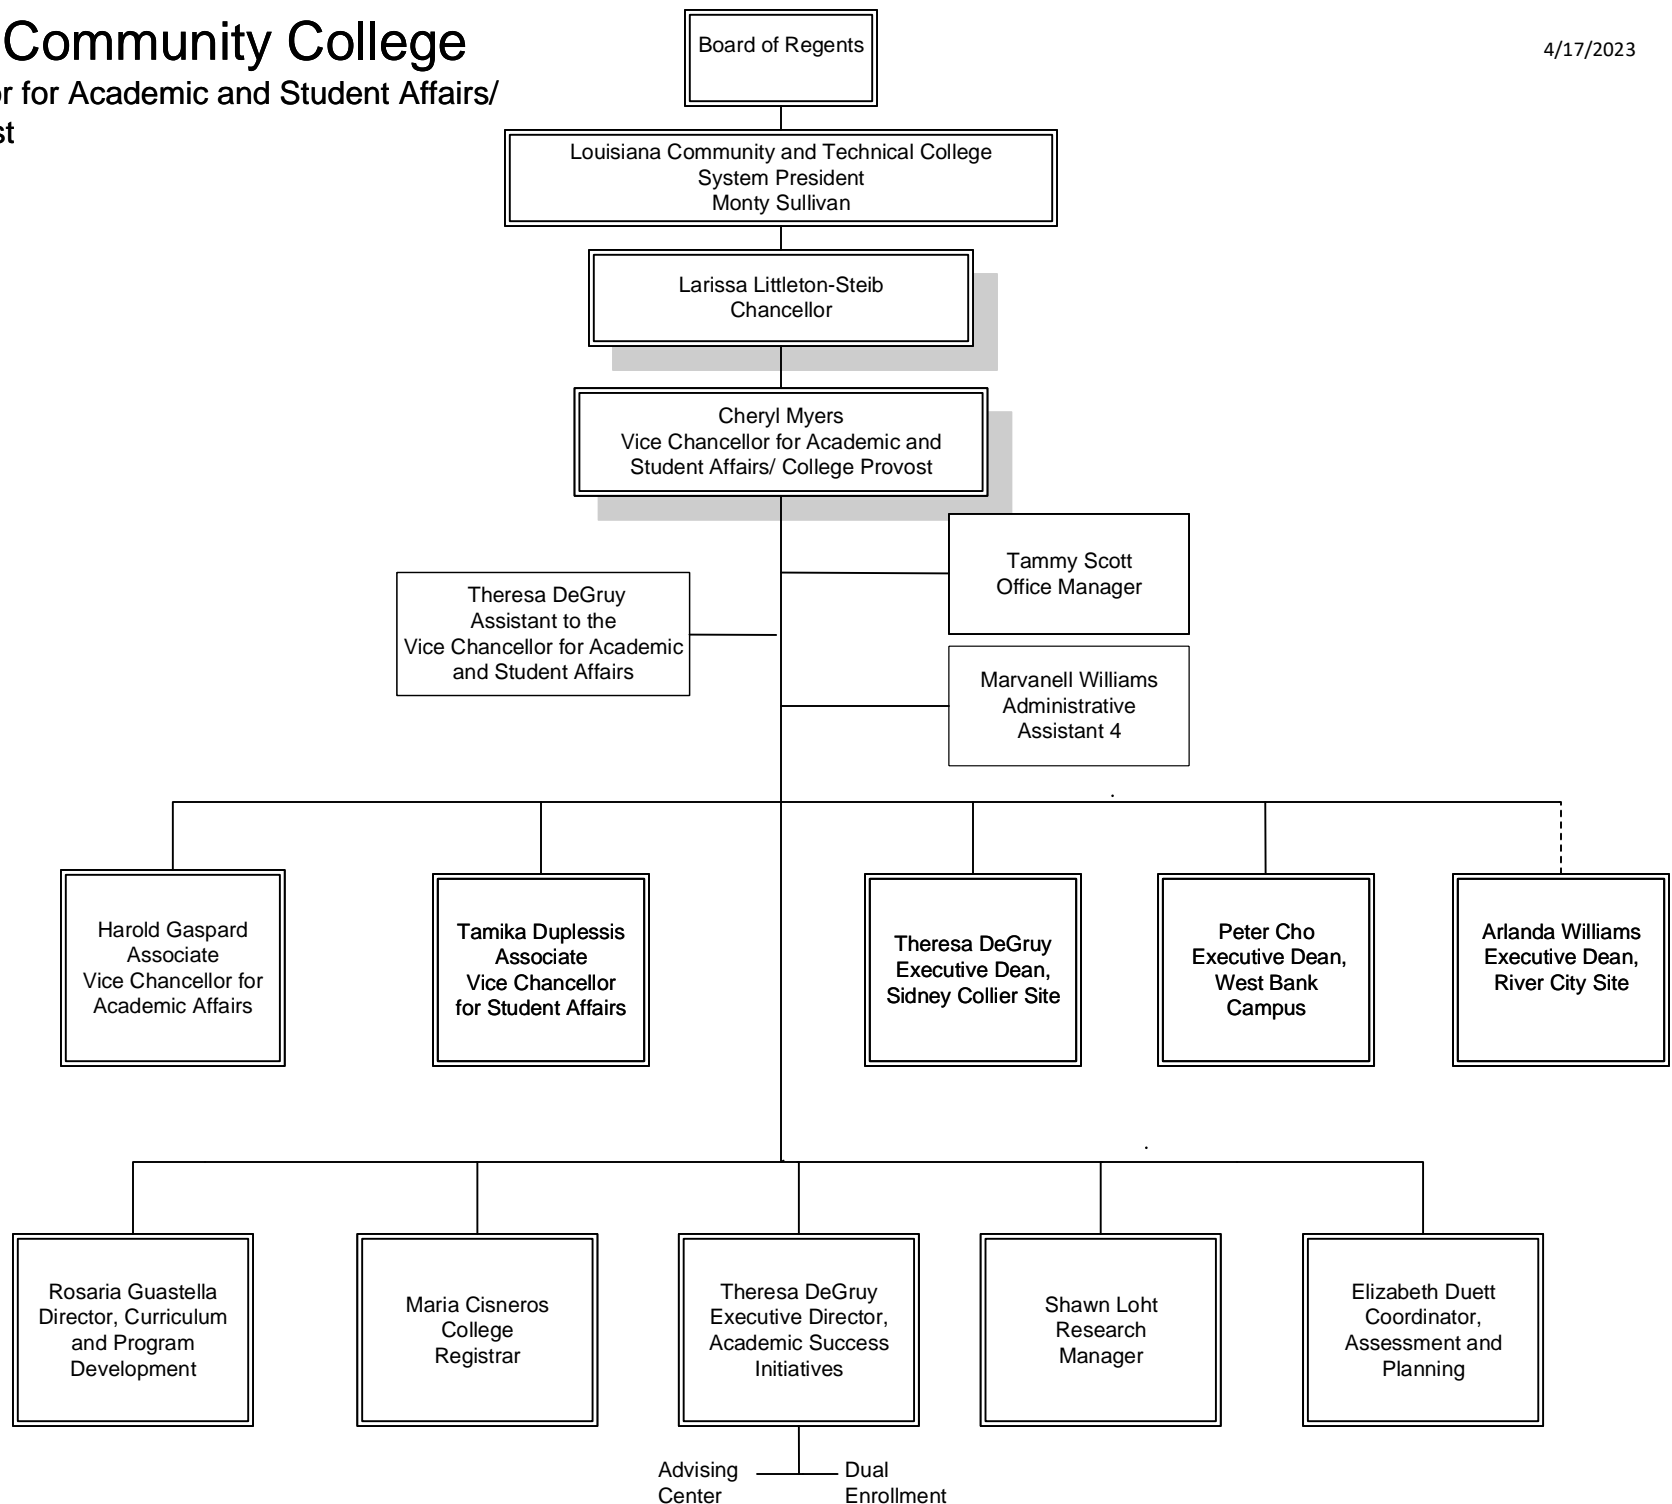 Community College
r for Academic and Student Affairs/
st
4/17/2023
Board of Regents
Louisiana Community and Technical College
System President
Monty Sullivan
Larissa Littleton-Steib
Chancellor
Cheryl Myers
Vice Chancellor for Academic and
Student Affairs/ College Provost
Tammy Scott
Office Manager
Theresa DeGruy
Assistant to the
Vice Chancellor for Academic
and Student Affairs
Marvanell Williams
Administrative
Assistant 4
Harold Gaspard
Associate
Vice Chancellor for
Academic Affairs
Tamika Duplessis
Associate
Vice Chancellor
for Student Affairs
Theresa DeGruy
Executive Dean,
Sidney Collier Site
Peter Cho
Executive Dean,
West Bank
Campus
Arlanda Williams
Executive Dean,
River City Site
Rosaria Guastella
Director, Curriculum
and Program
Development
Maria Cisneros
College
Registrar
Theresa DeGruy
Executive Director,
Academic Success
Initiatives
Shawn Loht
Research
Manager
Elizabeth Duett
Coordinator,
Assessment and
Planning
Advising
Center
Dual
Enrollment